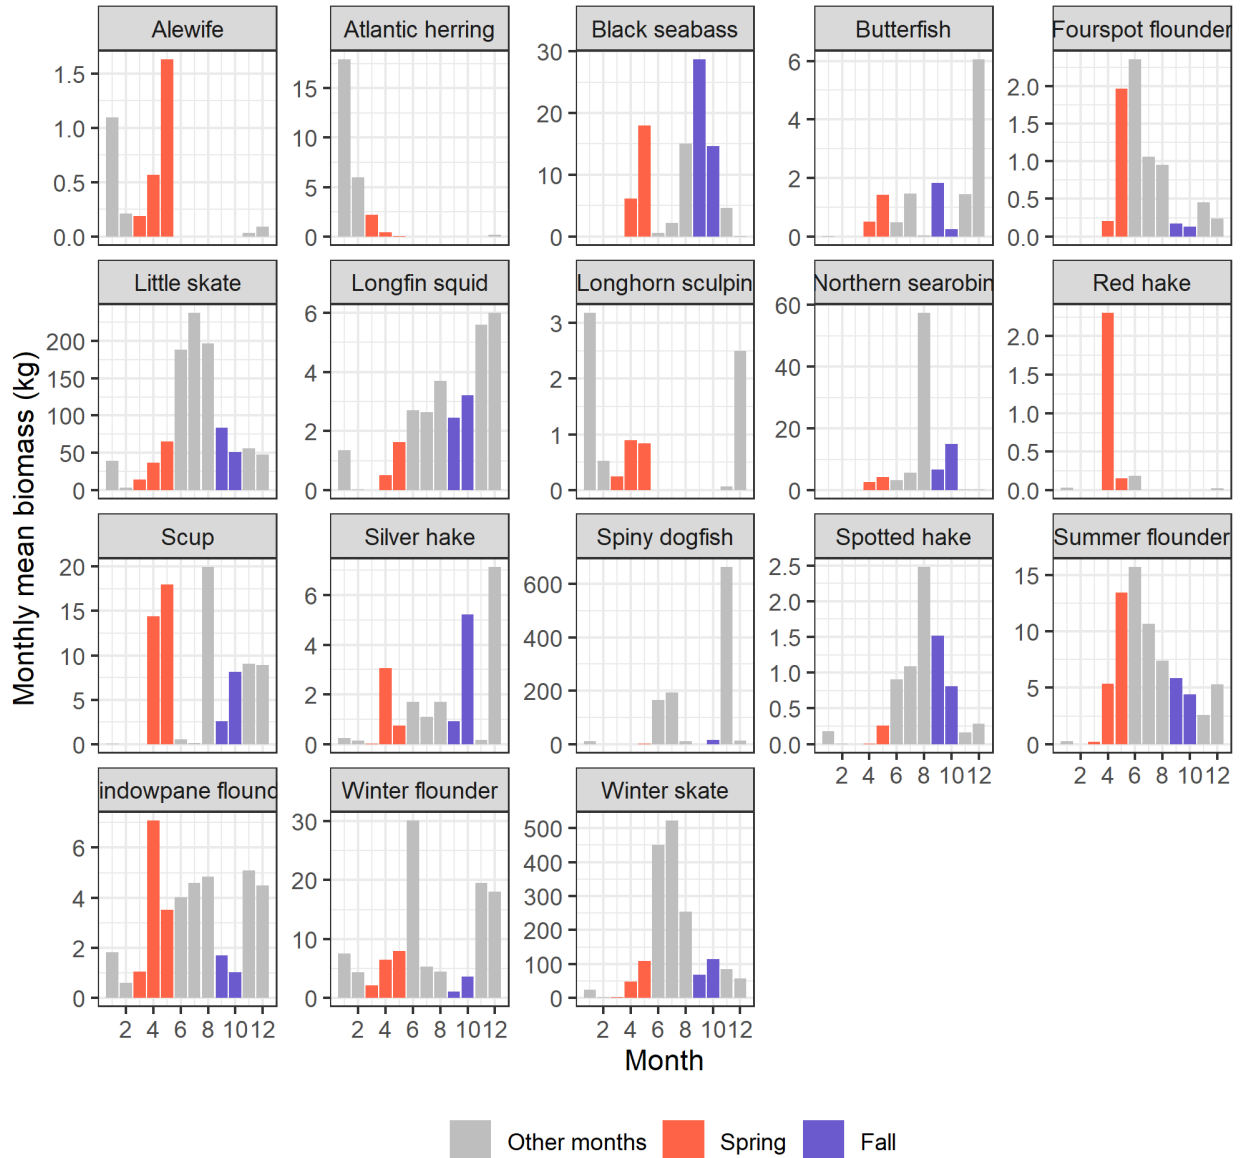 Alewife
Atlantic herring
Black seabass
Butterfish
Fourspot flounder
1.5
1.0
0.5
0.0
15
10
5
0
30
20
10
0
6
4
2
0
2.0
1.5
1.0
0.5
0.0
Little skate
Longfin squid
Longhorn sculpin
Northern searobin
Red hake
200
150
100
50
0
6
4
2
0
3
2
1
0
60
40
20
0
2.0
1.5
1.0
0.5
0.0
Monthly mean biomass (kg)
Scup
Silver hake
Spiny dogfish
Spotted hake
Summer flounder
20
15
10
5
0
6
4
2
0
600
400
200
0
2.5
2.0
1.5
1.0
0.5
0.0
15
10
5
0
2 4 6 8 10 12
2 4 6 8 10 12
indowpane flound
Winter flounder
Winter skate
6
4
2
0
30
20
10
0
500
400
300
200
100
0
2 4 6 8 10 12
2 4 6 8 10 12
2 4 6 8 10 12
Month
Other months
Spring
Fall